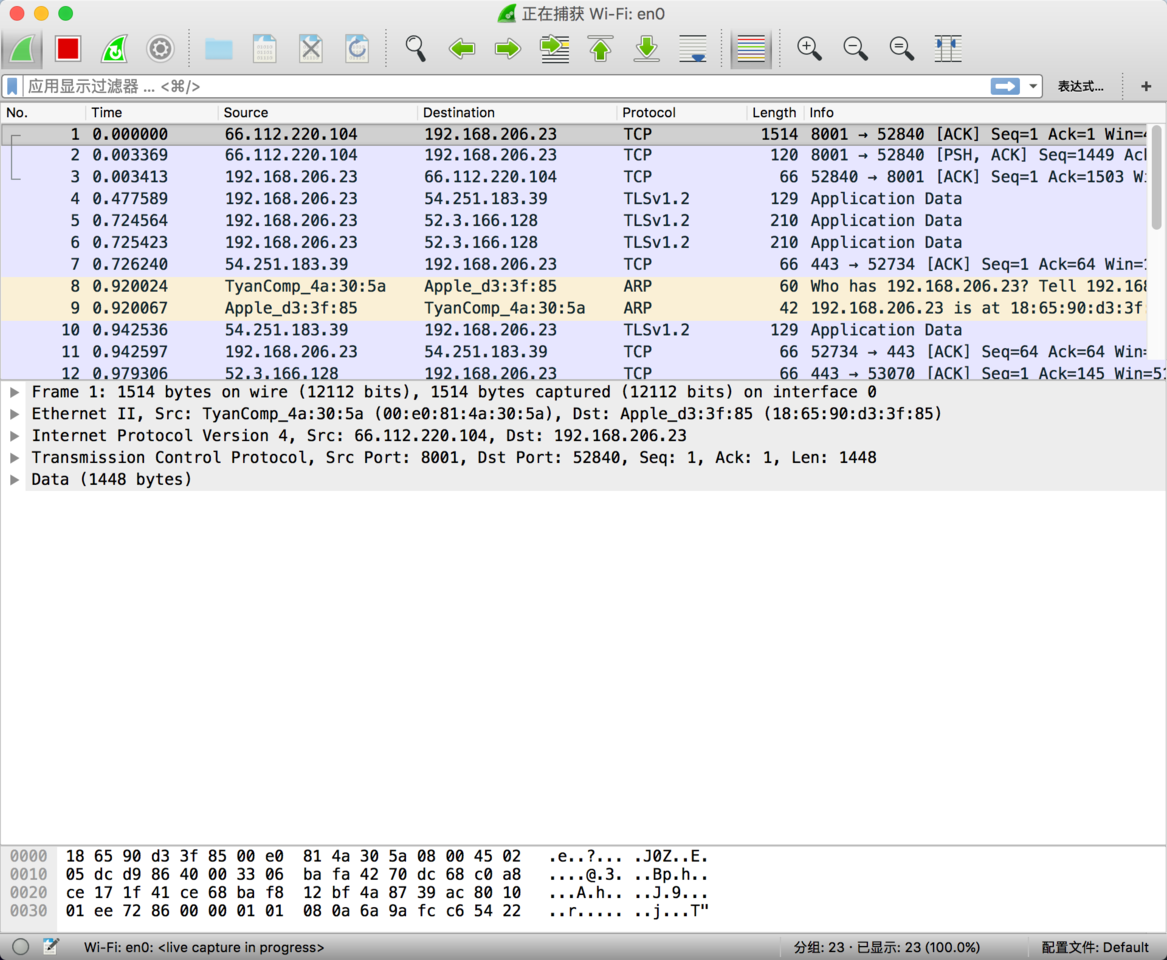 正在捕获 Wi-Fi: en0
应用显示过滤器 ... <⌘/> 表达式... +
No. Time Source Destination Protocol Length Info
1 0.000000 66.112.220.104 192.168.206.23 TCP 1514 8001 → 52840 [ACK] Seq=1 Ack=1 Win=4
2 0.003369 66.112.220.104 192.168.206.23 TCP 120 8001 → 52840 [PSH, ACK] Seq=1449 Ac
3 0.003413 192.168.206.23 66.112.220.104 TCP 66 52840 → 8001 [ACK] Seq=1 Ack=1503 W
4 0.477589 192.168.206.23 54.251.183.39 TLSv1.2 129 Application Data
5 0.724564 192.168.206.23 52.3.166.128 TLSv1.2 210 Application Data
6 0.725423 192.168.206.23 52.3.166.128 TLSv1.2 210 Application Data
7 0.726240 54.251.183.39 192.168.206.23 TCP 66 443 → 52734 [ACK] Seq=1 Ack=64 Win=
8 0.920024 TyanComp_4a:30:5a Apple_d3:3f:85 ARP 60 Who has 192.168.206.23? Tell 192.168
9 0.920067 Apple_d3:3f:85 TyanComp_4a:30:5a ARP 42 192.168.206.23 is at 18:65:90:d3:3f:
10 0.942536 54.251.183.39 192.168.206.23 TLSv1.2 129 Application Data
11 0.942597 192.168.206.23 54.251.183.39 TCP 66 52734 → 443 [ACK] Seq=64 Ack=64 Win=
12 0.979306 52.3.166.128 192.168.206.23 TCP 66 443 → 53070 [ACK] Seq=1 Ack=145 Win=51
Frame 1: 1514 bytes on wire (12112 bits), 1514 bytes captured (12112 bits) on interface 0
Ethernet II, Src: TyanComp_4a:30:5a (00:e0:81:4a:30:5a), Dst: Apple_d3:3f:85 (18:65:90:d3:3f:85)
Internet Protocol Version 4, Src: 66.112.220.104, Dst: 192.168.206.23
Transmission Control Protocol, Src Port: 8001, Dst Port: 52840, Seq: 1, Ack: 1, Len: 1448
Data (1448 bytes)
0000 18 65 90 d3 3f 85 00 e0 81 4a 30 5a 08 00 45 02 .e..?... .J0Z..E.
0010 05 dc d9 86 40 00 33 06 ba fa 42 70 dc 68 c0 a8 ....@.3. ..Bp.h..
0020 ce 17 1f 41 ce 68 ba f8 12 bf 4a 87 39 ac 80 10 ...A.h.. ..J.9...
0030 01 ee 72 86 00 00 01 01 08 0a 6a 9a fc c6 54 22 ..r..... ..j...T"
Wi-Fi: en0: <live capture in progress> 分组: 23 · 已显示: 23 (100.0%) 配置文件: Default